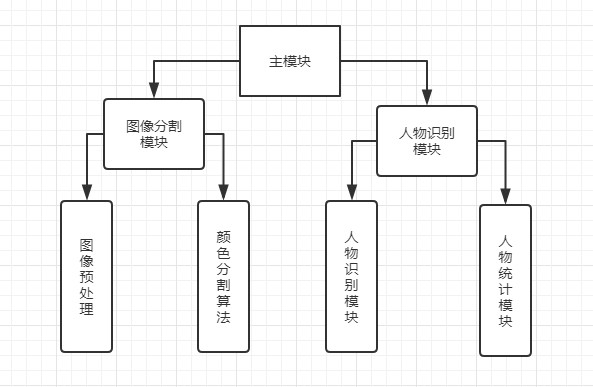 主模块
图像分割
模块
人物识别
模块
图像预处理
颜色分割算法
人物识别模块
人物统计模块